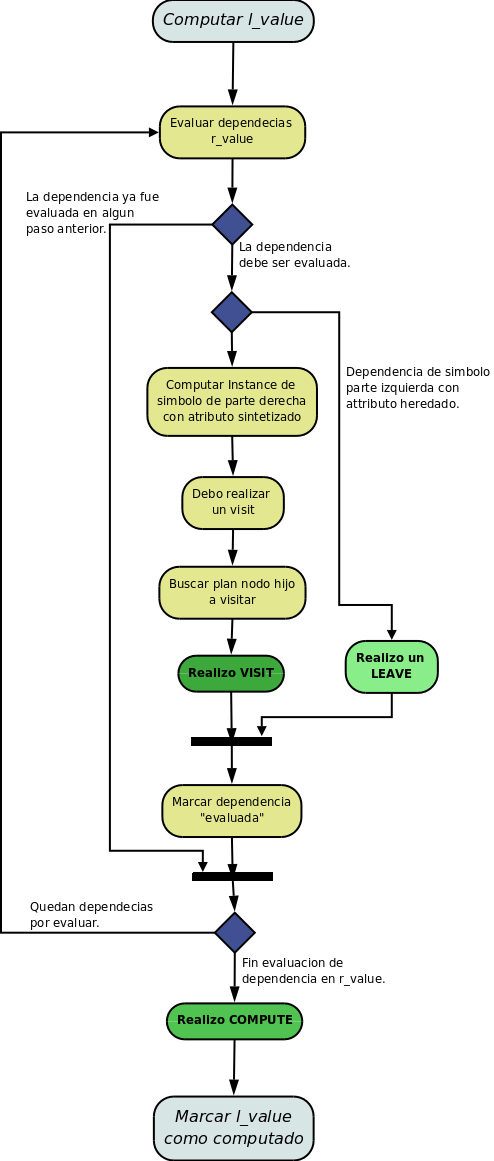 Computar l_value
Evaluar dependecias
r_value
La dependencia ya fue
evaluada en algun
paso anterior.
La dependencia
debe ser evaluada.
Dependencia de simbolo
parte izquierda con
attributo heredado.
Computar Instance de
simbolo de parte derecha
con atributo sintetizado
Debo realizar
un visit
Buscar plan nodo hijo
a visitar
Realizo VISIT
Realizo un
LEAVE
Marcar dependencia
"evaluada"
Quedan dependecias
por evaluar.
Fin evaluacion de
dependencia en r_value.
Realizo COMPUTE
Marcar l_value
como computado